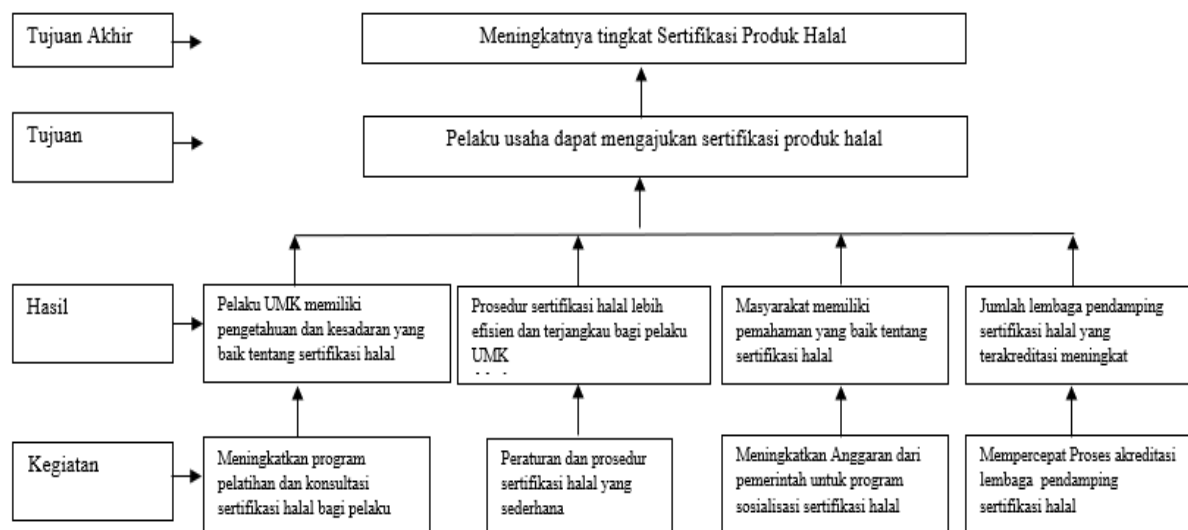 Tujuan Akhir
Meningkatnya tingkat Sertifikasi Produk Halal
Tujuan
Pelaku usaha dapat mengajukan sertifikasi produk halal
Hasil
Pelaku UMK memiliki
pengetahuan dan kesadaran yang
baik tentang sertifikasi halal
Prosedur sertifikasi halal lebih
efisien dan terjangkau bagi pelaku
UMK
Masyarakat memiliki
pemahaman yang baik tentang
sertifikasi halal
Jumlah lembaga pendamping
sertifikasi halal yang
terakreditasi meningkat
Kegiatan
Meningkatkan program
pelatihan dan konsultasi
sertifikasi halal bagi pelaku
Peraturan dan prosedur
sertifikasi halal yang
sederhana
Meningkatkan Anggaran dari
pemerintah untuk program
sosialisasi sertifikasi halal
Mempercepat Proses akreditasi
lembaga pendamping
sertifikasi halal